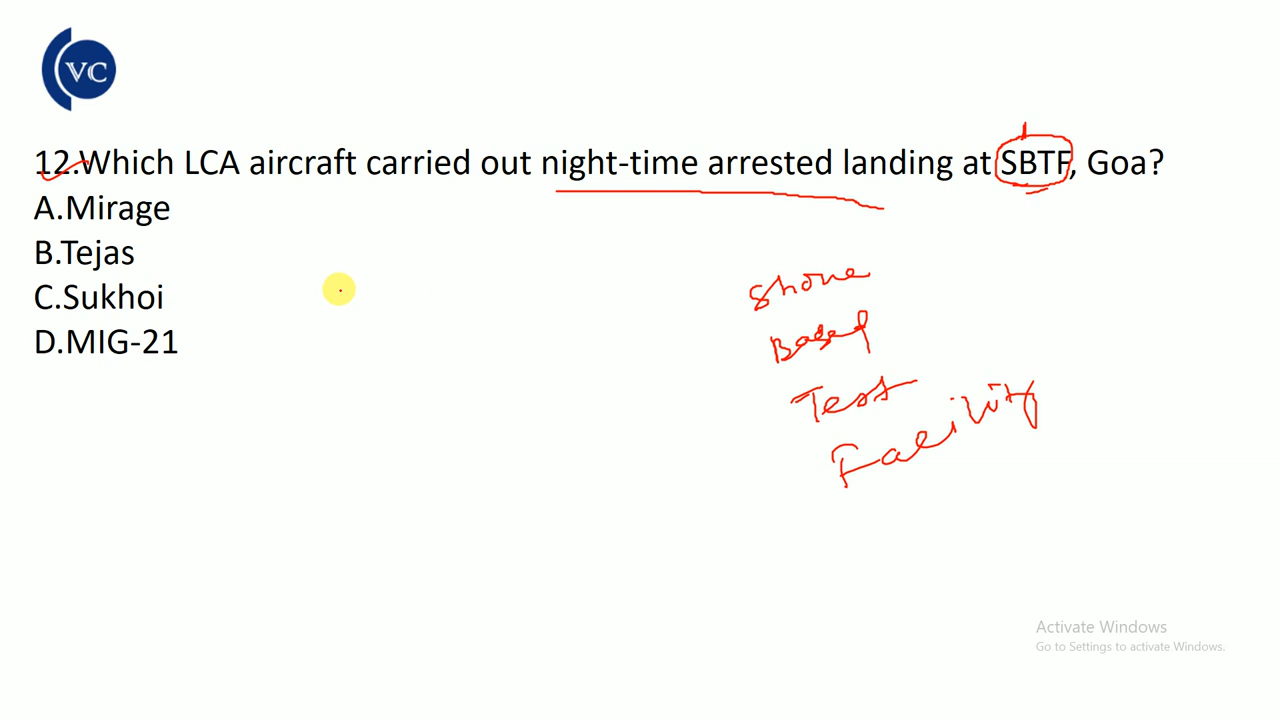 VC
12.Which LCA aircraft carried out night-time arrested landing at SBTF, Goa?
A.Mirage
B.Tejas
C.Sukhoi
D.MIG-21
Shore
Based
Test
Facility
Activate Windows
Go to Settings to activate Windows.